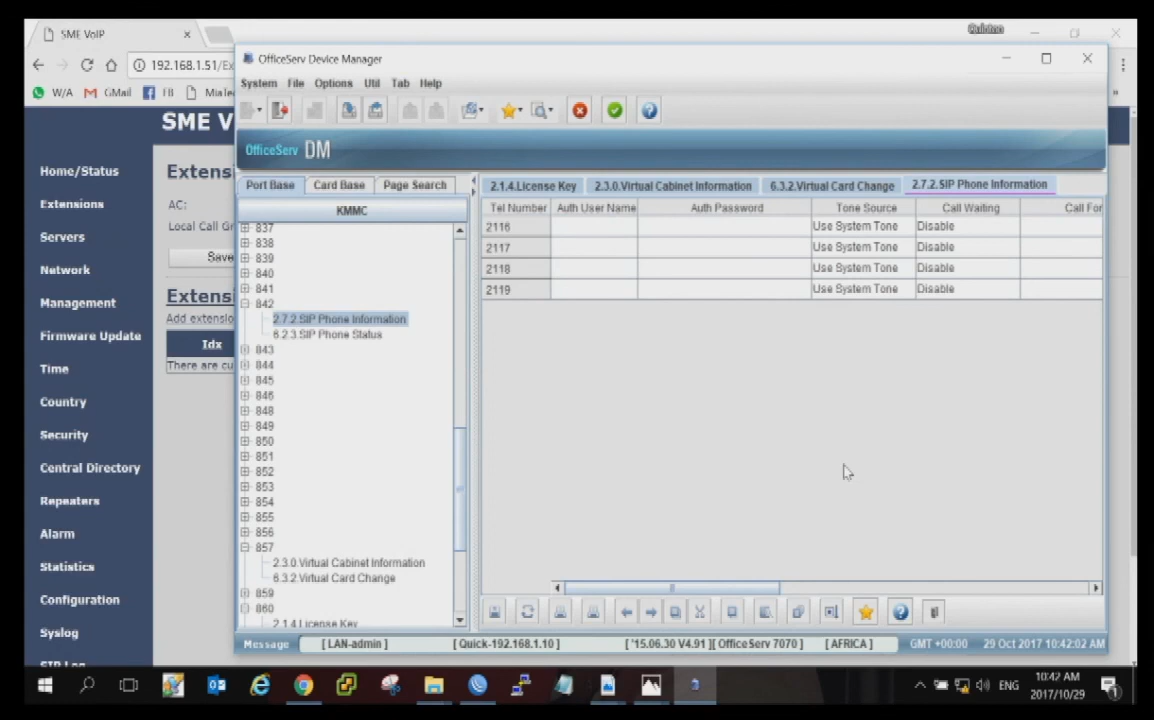 SME VoIP
Calston
192.168.1.51/Ex
W/A GMail FB
OfficeServ Device Manager
System File Options Util Tab Help
SME V
OfficeServ DM
Home/Status
Extensions
Servers
Network
Management
Firmware Update
Time
Country
Security
Central Directory
Repeaters
Alarm
Statistics
Configuration
Syslog
SIP Log
Extens
AC:
Local Call Gr
Save
Extensi
Add extensio
Idx
There are cu
Port Base Card Base Page Search
KMMC
837
838
839
840
841
842
2.7.2.SIP Phone Information
6.2.3.SIP Phone Status
843
844
845
846
848
849
850
851
852
853
854
855
856
857
2.3.0.Virtual Cabinet Information
6.3.2.Virtual Card Change
859
860
2.1.4.License Key
2.1.4.License Key 2.3.0.Virtual Cabinet Information 6.3.2.Virtual Card Change 2.7.2.SIP Phone Information
Tel Number Auth User Name Auth Password Tone Source Call Waiting Call For
2116 Use System Tone Disable
2117 Use System Tone Disable
2118 Use System Tone Disable
2119 Use System Tone Disable
Message [ LAN-admin ] [ Quick-192.168.1.10 ] [ '15.06.30 V4.91 ][ OfficeServ 7070 ] [ AFRICA ] GMT +00:00 29 Oct 2017 10:42:02 AM
ENG
10:42 AM
2017/10/29